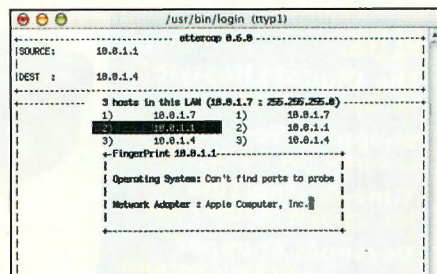 /usr/bin/login (ttyp1)
ettercap 0.6.0
SOURCE: 10.0.1.1
DEST : 10.0.1.4
3 hosts in this LAN (10.0.1.7 : 255.255.255.0)
1) 10.0.1.7 1) 10.0.1.7
2) 10.0.1.1 2) 10.0.1.1
3) 10.0.1.4 3) 10.0.1.4
FingerPrint 10.0.1.1
Operating System: Can't find ports to probe
Network Adapter : Apple Computer, Inc.